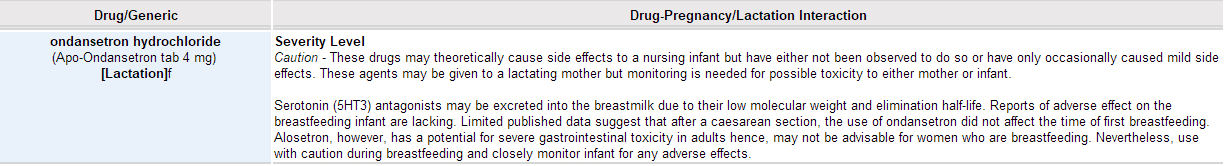 Drug/Generic
Drug-Pregnancy/Lactation Interaction
ondansetron hydrochloride
(Apo-Ondansetron tab 4 mg)
[Lactation]f
Severity Level
Caution - These drugs may theoretically cause side effects to a nursing infant but have either not been observed to do so or have only occasionally caused mild side
effects. These agents may be given to a lactating mother but monitoring is needed for possible toxicity to either mother or infant.
Serotonin (5HT3) antagonists may be excreted into the breastmilk due to their low molecular weight and elimination half-life. Reports of adverse effect on the
breastfeeding infant are lacking. Limited published data suggest that after a caesarean section, the use of ondansetron did not affect the time of first breastfeeding.
Alosetron, however, has a potential for severe gastrointestinal toxicity in adults hence, may not be advisable for women who are breastfeeding. Nevertheless, use
with caution during breastfeeding and closely monitor infant for any adverse effects.